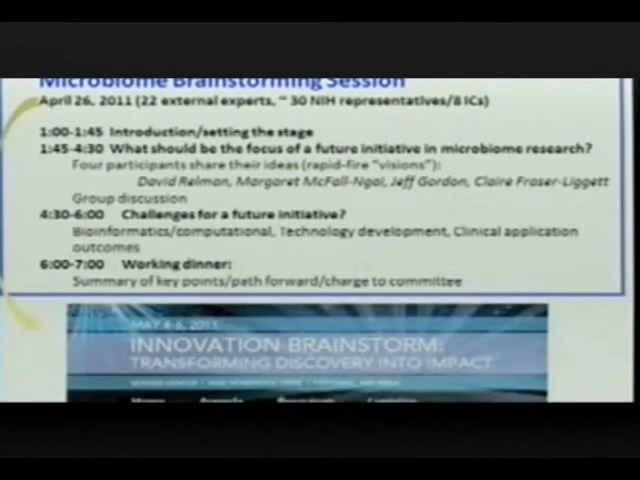 Microbiome Brainstorming Session
April 26, 2011 (22 external experts, ~ 30 NIH representatives/8 ICs)
1:00-1:45 Introduction/setting the stage
1:45-4:30 What should be the focus of a future initiative in microbiome research?
Four participants share their ideas (rapid-fire "visions"):
David Relman, Margaret McFall-Ngai, Jeff Gordon, Claire Fraser-Liggett
Group discussion
4:30-6:00 Challenges for a future initiative?
Bioinformatics/computational, Technology development, Clinical application
outcomes
6:00-7:00 Working dinner:
Summary of key points/path forward/charge to committee
MAY 4-6, 2011
INNOVATION BRAINSTORM:
TRANSFORMING DISCOVERY INTO IMPACT